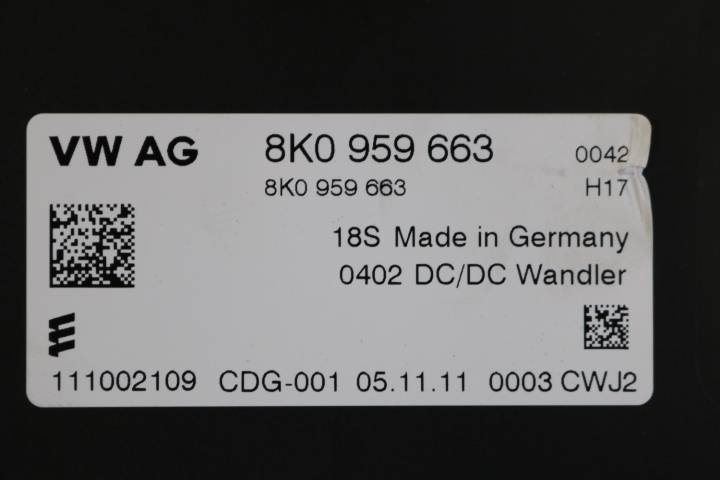 VW AG 8K0 959 663 0042
8K0 959 663 H17
18S Made in Germany
0402 DC/DC Wandler
111002109 CDG-001 05.11.11 0003 CWJ2